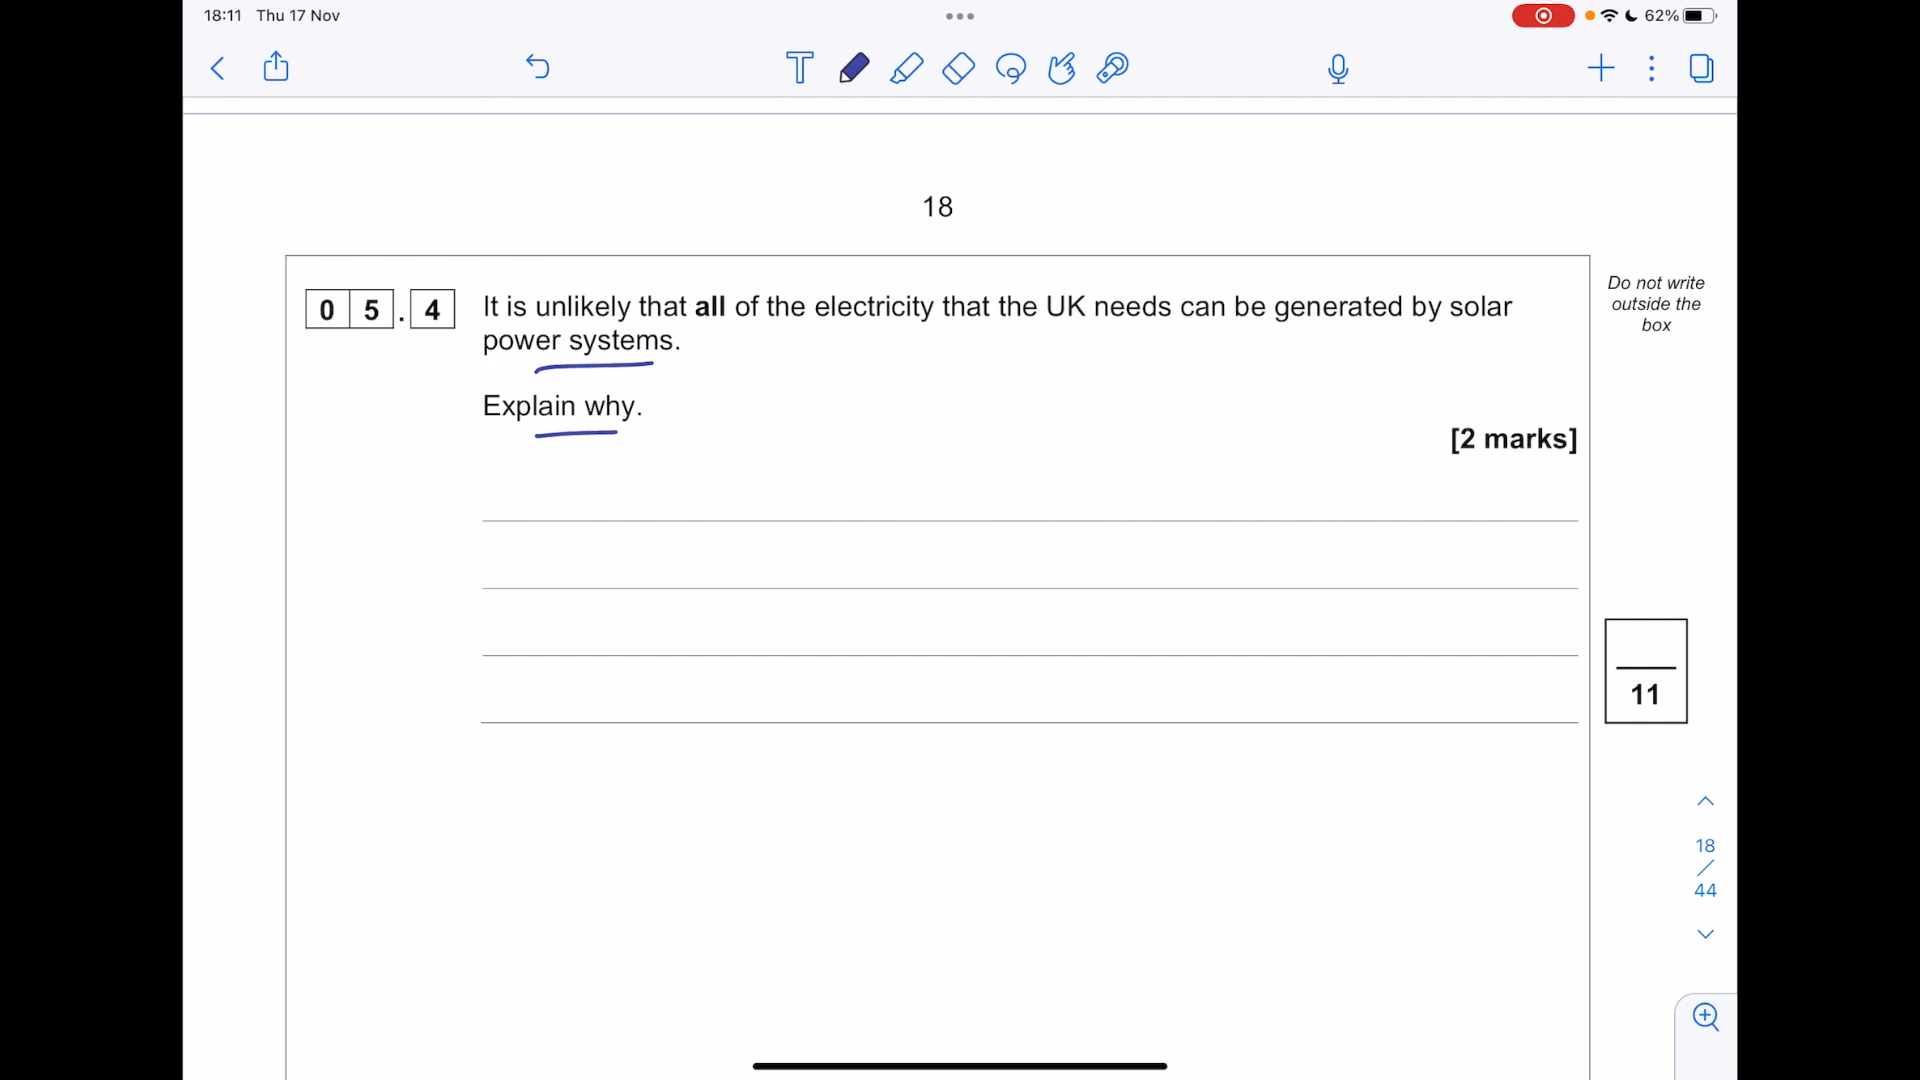 18:11 Thu 17 Nov
62%
18
Do not write
outside the
box
0 5 . 4 It is unlikely that all of the electricity that the UK needs can be generated by solar
power systems.
Explain why.
[2 marks]
11
18
44